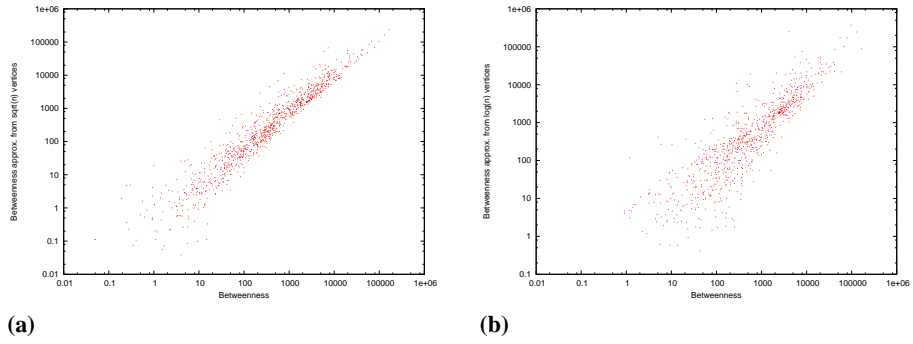 1e+06
100000
10000
1000
100
10
1
0.1
0.01
Betweenness approx. from sqrt(n) vertices
0.01 0.1 1 10 100 1000 10000 100000 1e+06
Betweenness
(a)
1e+06
100000
10000
1000
100
10
1
0.1
Betweenness approx. from log(n) vertices
0.01 0.1 1 10 100 1000 10000 100000 1e+06
Betweenness
(b)